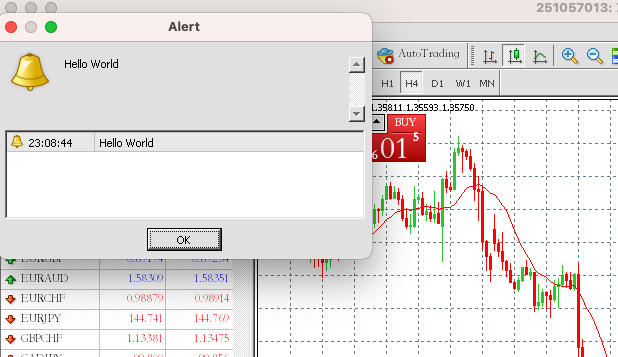 251057013:
Alert
Hello World
AutoTrading
H1 H4 D1 W1 MN
1.35811 1.35593 1.35750
BUY
01 5
23:08:44 Hello World
OK
EURAUD 1.58309 1.58351
EURCHF 0.98879 0.98914
EURJPY 144.741 144.769
GBPCHF 1.13381 1.13475